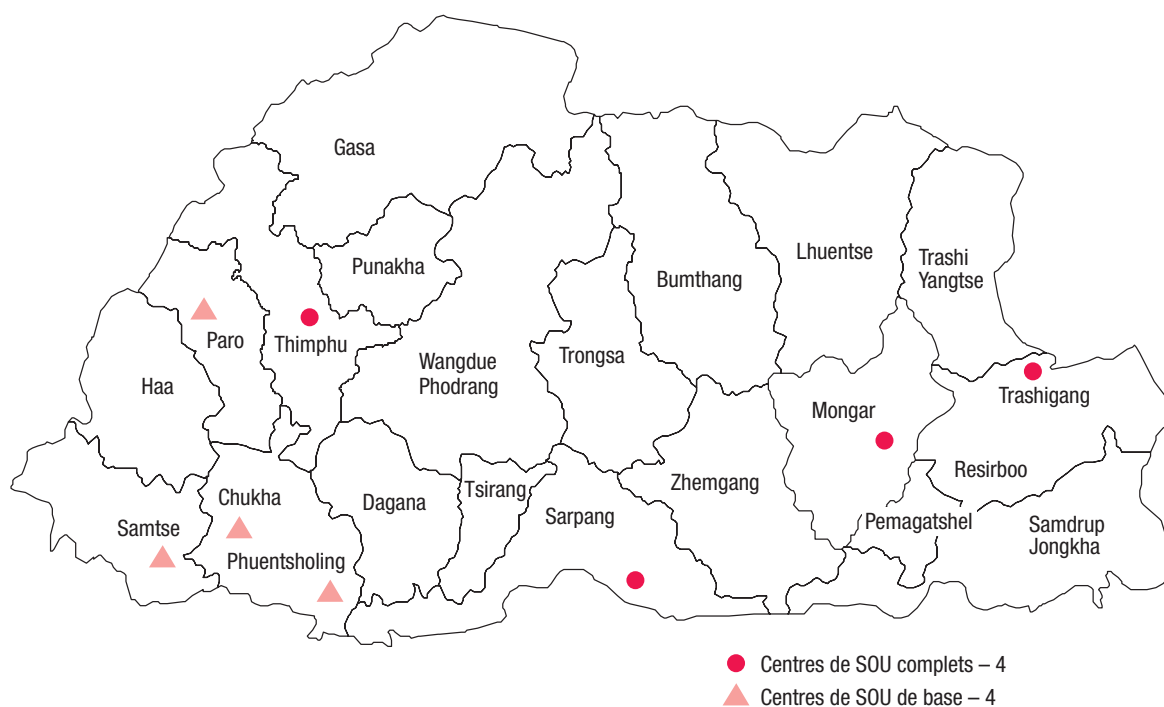 Gasa
Punakha
Paro
Thimphu
Haa
Wangdue
Phodrang
Trongsa
Bumthang
Lhuentse
Trashi
Yangtse
Trashigang
Mongar
Resirboo
Zhemgang
Pemagatshel
Samdrup
Jongkha
Chukha
Samtse
Phuentsholing
Dagana
Tsirang
Sarpang
Centres de SOU complets – 4
Centres de SOU de base – 4